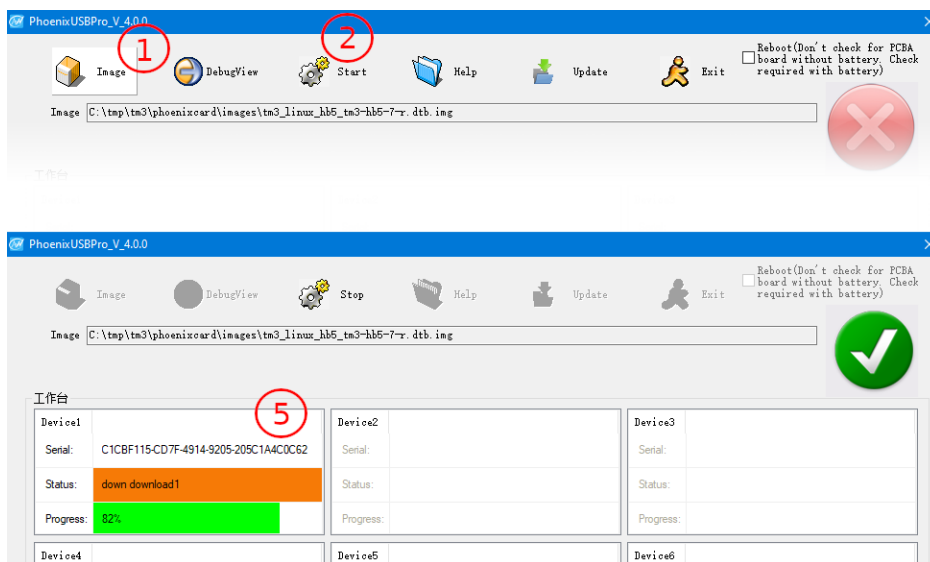 PhoenixUSBPro_V_4.0.0
1
2
Image DebugView Start Help Update Exit
Reboot(Don't check for PCBA
board without battery. Check
required with battery)
Image C:\tmp\tm3\phoenixcard\images\tm3_linux_hb5_tm3-hb5-7-r.dtb.img
工作台
PhoenixUSBPro_V_4.0.0
Image DebugView Stop Help Update Exit
Reboot(Don't check for PCBA
board without battery. Check
required with battery)
Image C:\tmp\tm3\phoenixcard\images\tm3_linux_hb5_tm3-hb5-7-r.dtb.img
工作台
5
Device1 Device2 Device3
Serial: C1CBF115-CD7F-4914-9205-205C1A4C0C62 Serial: Serial:
Status: down download1 Status: Status:
Progress: 82% Progress: Progress:
Device4 Device5 Device6